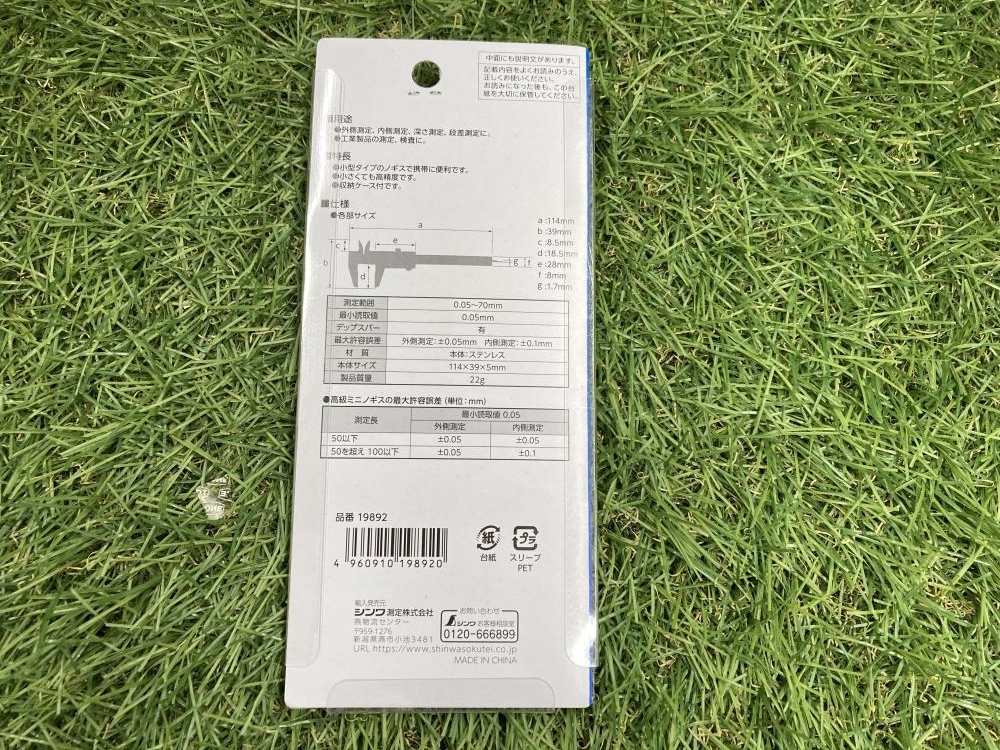 中面にも説明文があります。
記載内容をよくお読みのうえ、
正しくお使いください。
お読みになった後も、この台
紙を大切に保管してください。
■用途
●外側測定、内側測定、深さ測定、段差測定に。
●工業製品の測定、検査に。
■特長
●小型タイプのノギスで携帯に便利です。
●小さくても高精度です。
●収納ケース付です。
■仕様
●各部サイズ
a
b
c
d
e
g
f
a:114mm
b:39mm
c:8.5mm
d:18.5mm
e:28mm
f:8mm
g:1.7mm
測定範囲 0.05〜70mm
最小読取値 0.05mm
デップスバー 有
最大許容誤差 外側測定:±0.05mm 内側測定:±0.1mm
材 質 本体:ステンレス
本体サイズ 114×39×5mm
製品質量 22g
●高級ミニノギスの最大許容誤差(単位:mm)
測定長 最小読取値 0.05
外側測定 内側測定
50以下 ±0.05 ±0.05
50を超え 100以下 ±0.05 ±0.1
品番 19892
4 960910 198920
紙
台紙
プラ
スリーブ
PET
輸入発売元
シンワ測定株式会社
燕物流センター
〒959-1276
新潟県燕市小池3481
URL https://www.shinwasokutei.co.jp
お問い合わせ
シンワ お客様相談室
0120-666899
MADE IN CHINA